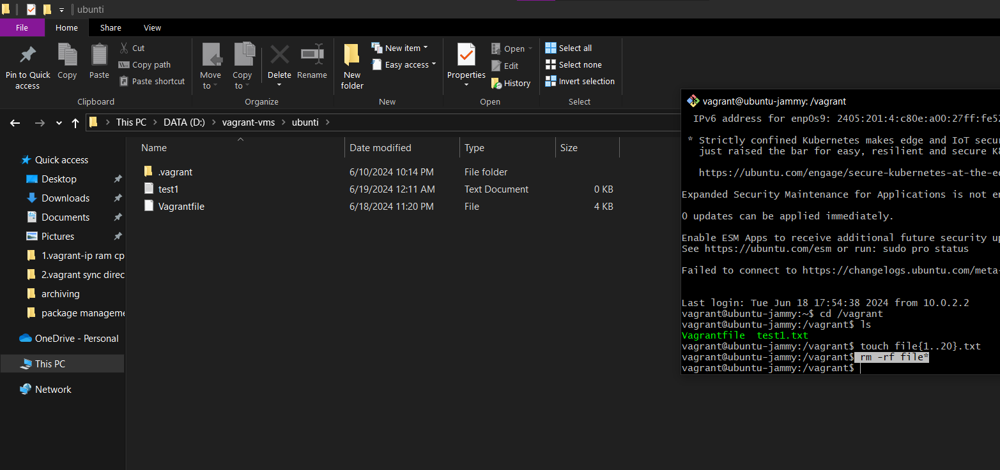 ubunti
File Home Share View
Pin to Quick access
Copy
Paste
Cut
Copy path
Paste shortcut
Clipboard
Move to
Copy to
Delete
Rename
Organize
New folder
New item
Easy access
New
Properties
Open
Edit
History
Open
Select all
Select none
Invert selection
Select
This PC > DATA (D:) > vagrant-vms > ubunti >
Quick access
Desktop
Downloads
Documents
Pictures
1.vagrant-ip ram cp
2.vagrant sync direc
archiving
package manageme
OneDrive - Personal
This PC
Network
Name Date modified Type Size
.vagrant 6/10/2024 10:14 PM File folder
test1 6/19/2024 12:11 AM Text Document 0 KB
Vagrantfile 6/18/2024 11:20 PM File 4 KB
vagrant@ubuntu-jammy: /vagrant
IPv6 address for enp0s9: 2405:201:4:c80e:a00:27ff:fe52
* Strictly confined Kubernetes makes edge and IoT secur
just raised the bar for easy, resilient and secure K8
https://ubuntu.com/engage/secure-kubernetes-at-the-ed
Expanded Security Maintenance for Applications is not en
0 updates can be applied immediately.
Enable ESM Apps to receive additional future security up
See https://ubuntu.com/esm or run: sudo pro status
Failed to connect to https://changelogs.ubuntu.com/meta-
Last login: Tue Jun 18 17:54:38 2024 from 10.0.2.2
vagrant@ubuntu-jammy:~$ cd /vagrant
vagrant@ubuntu-jammy:/vagrant$ ls
Vagrantfile test1.txt
vagrant@ubuntu-jammy:/vagrant$ touch file{1..20}.txt
vagrant@ubuntu-jammy:/vagrant$ rm -rf file*
vagrant@ubuntu-jammy:/vagrant$